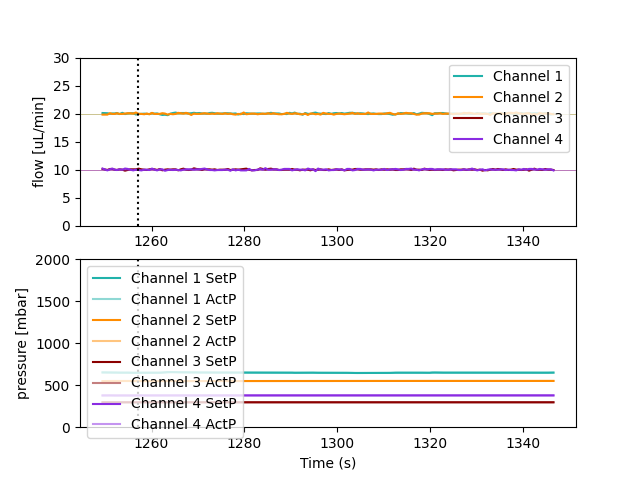 30
25
20
15
10
5
0
flow [uL/min]
Channel 1
Channel 2
Channel 3
Channel 4
1260 1280 1300 1320 1340
2000
1500
1000
500
0
pressure [mbar]
Channel 1 SetP
Channel 1 ActP
Channel 2 SetP
Channel 2 ActP
Channel 3 SetP
Channel 3 ActP
Channel 4 SetP
Channel 4 ActP
1260 1280 1300 1320 1340
Time (s)